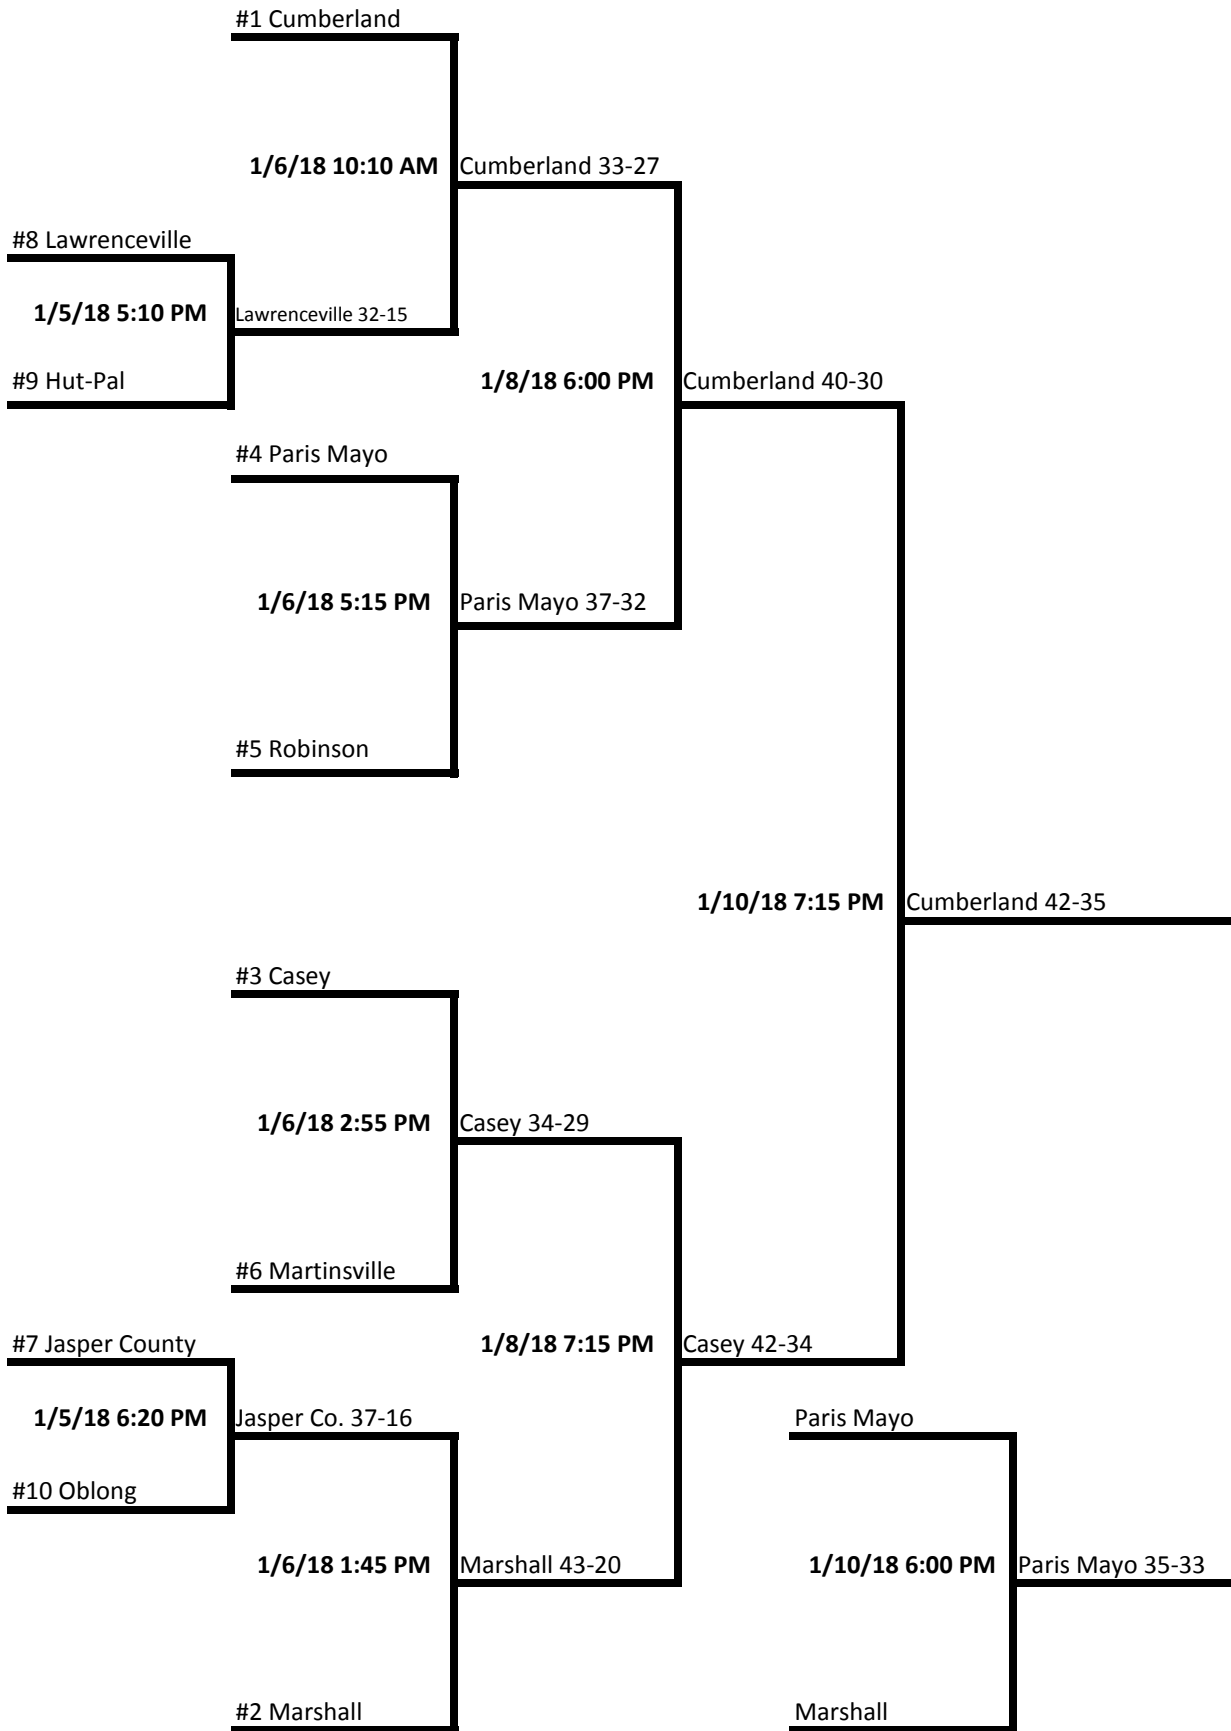 #1 Cumberland
1/6/18 10:10 AM
Cumberland 33-27
#8 Lawrenceville
1/5/18 5:10 PM
Lawrenceville 32-15
#9 Hut-Pal
1/8/18 6:00 PM
Cumberland 40-30
#4 Paris Mayo
1/6/18 5:15 PM
Paris Mayo 37-32
#5 Robinson
1/10/18 7:15 PM
Cumberland 42-35
#3 Casey
1/6/18 2:55 PM
Casey 34-29
#6 Martinsville
#7 Jasper County
1/8/18 7:15 PM
Casey 42-34
1/5/18 6:20 PM
Jasper Co. 37-16
Paris Mayo
#10 Oblong
1/6/18 1:45 PM
Marshall 43-20
1/10/18 6:00 PM
Paris Mayo 35-33
#2 Marshall
Marshall